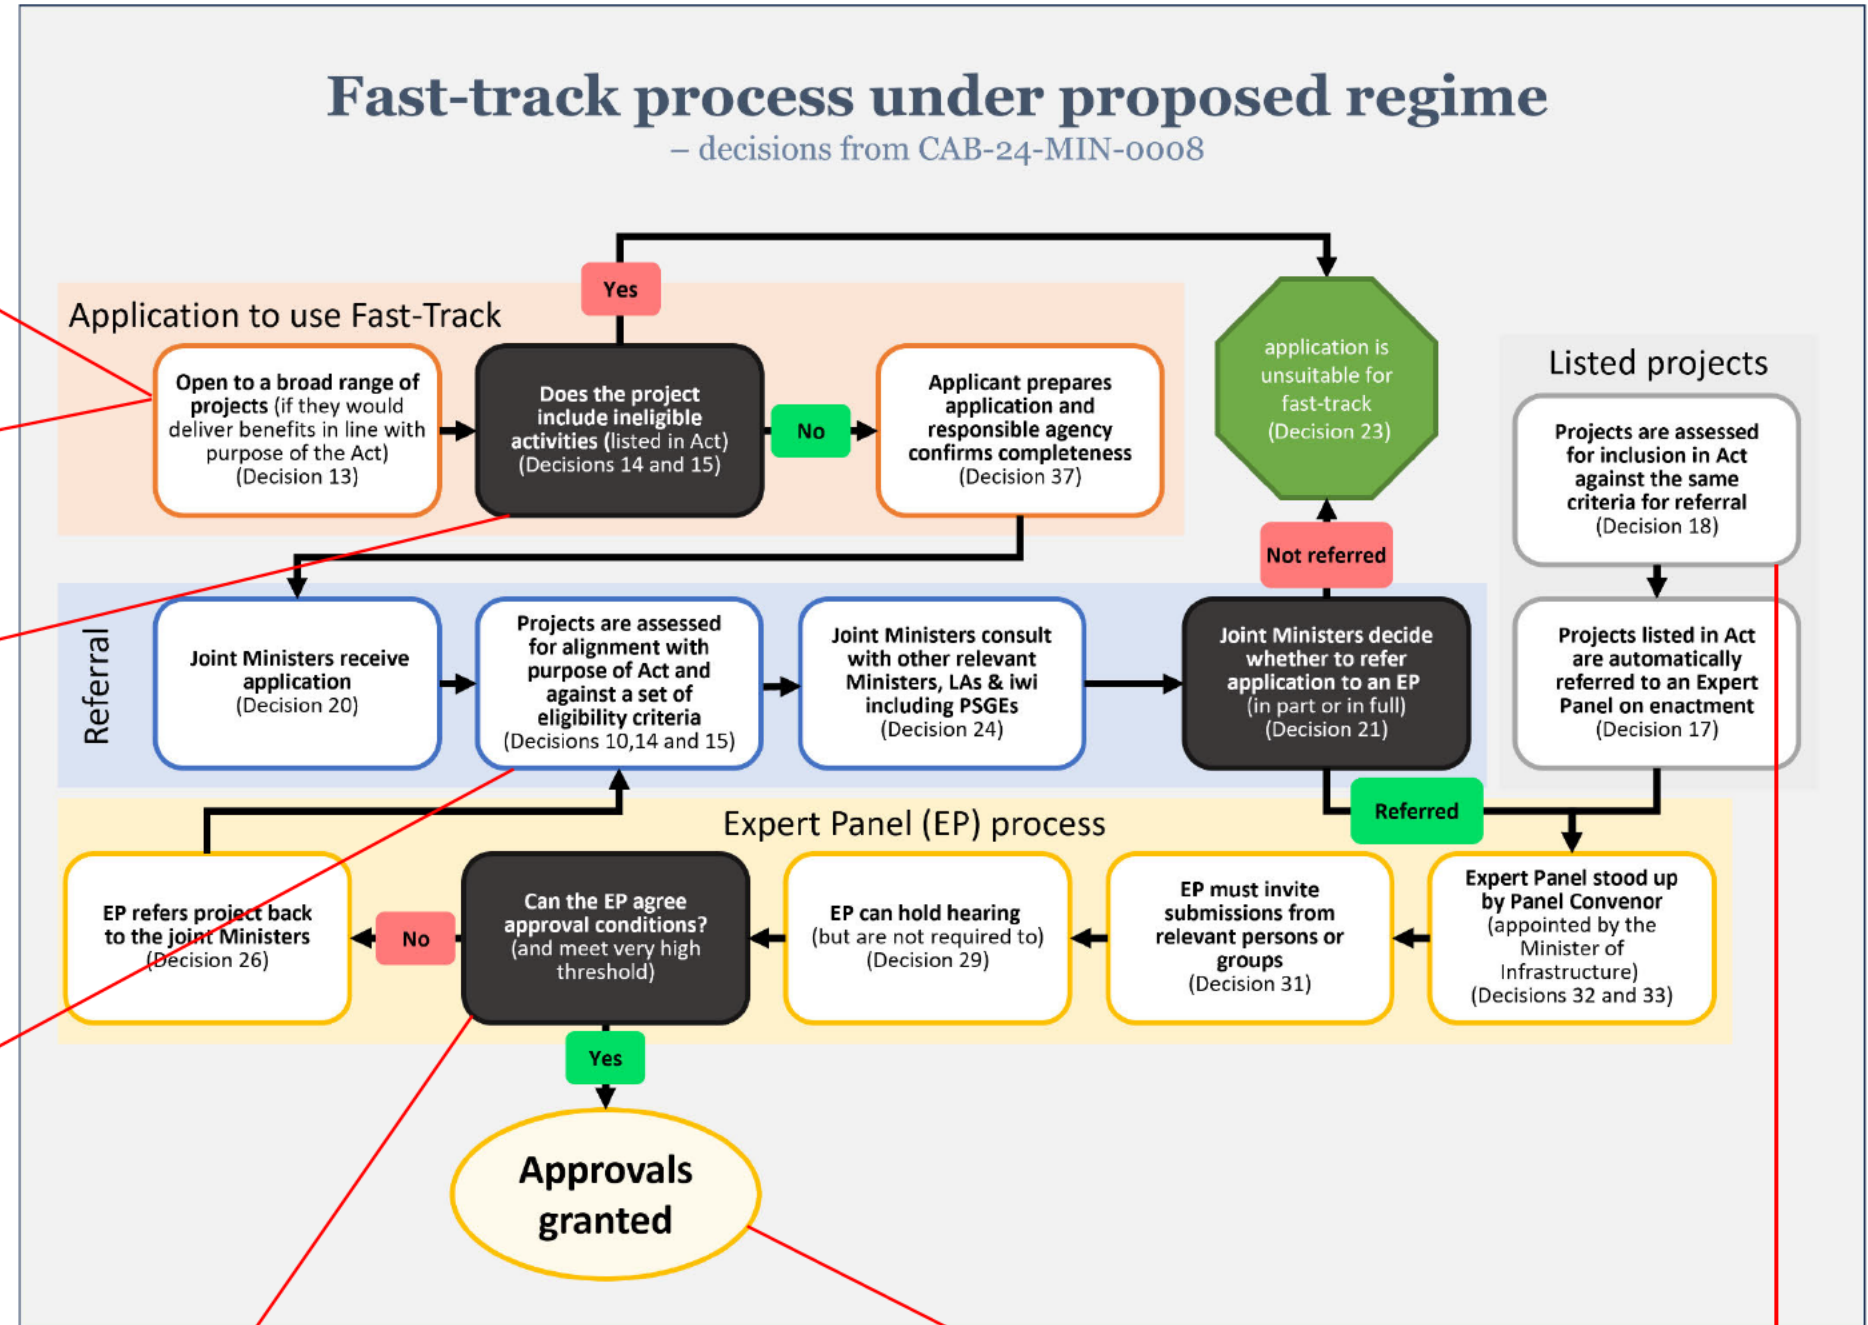 Fast-track process under proposed regime
– decisions from CAB-24-MIN-0008
Yes
Application to use Fast-Track
Open to a broad range of
projects (if they would
deliver benefits in line with
purpose of the Act)
(Decision 13)
Does the project
include ineligible
activities (listed in Act)
(Decisions 14 and 15)
No
Applicant prepares
application and
responsible agency
confirms completeness
(Decision 37)
application is
unsuitable for
fast-track
(Decision 23)
Listed projects
Projects are assessed
for inclusion in Act
against the same
criteria for referral
(Decision 18)
Not referred
Referral
Joint Ministers receive
application
(Decision 20)
Projects are assessed
for alignment with
purpose of Act and
against a set of
eligibility criteria
(Decisions 10,14 and 15)
Joint Ministers consult
with other relevant
Ministers, LAs & iwi
including PSGEs
(Decision 24)
Joint Ministers decide
whether to refer
application to an EP
(in part or in full)
(Decision 21)
Projects listed in Act
are automatically
referred to an Expert
Panel on enactment
(Decision 17)
Referred
Expert Panel (EP) process
EP refers project back
to the joint Ministers
(Decision 26)
No
Can the EP agree
approval conditions?
(and meet very high
threshold)
EP can hold hearing
(but are not required to)
(Decision 29)
EP must invite
submissions from
relevant persons or
groups
(Decision 31)
Expert Panel stood up
by Panel Convenor
(appointed by the
Minister of
Infrastructure)
(Decisions 32 and 33)
Yes
Approvals
granted